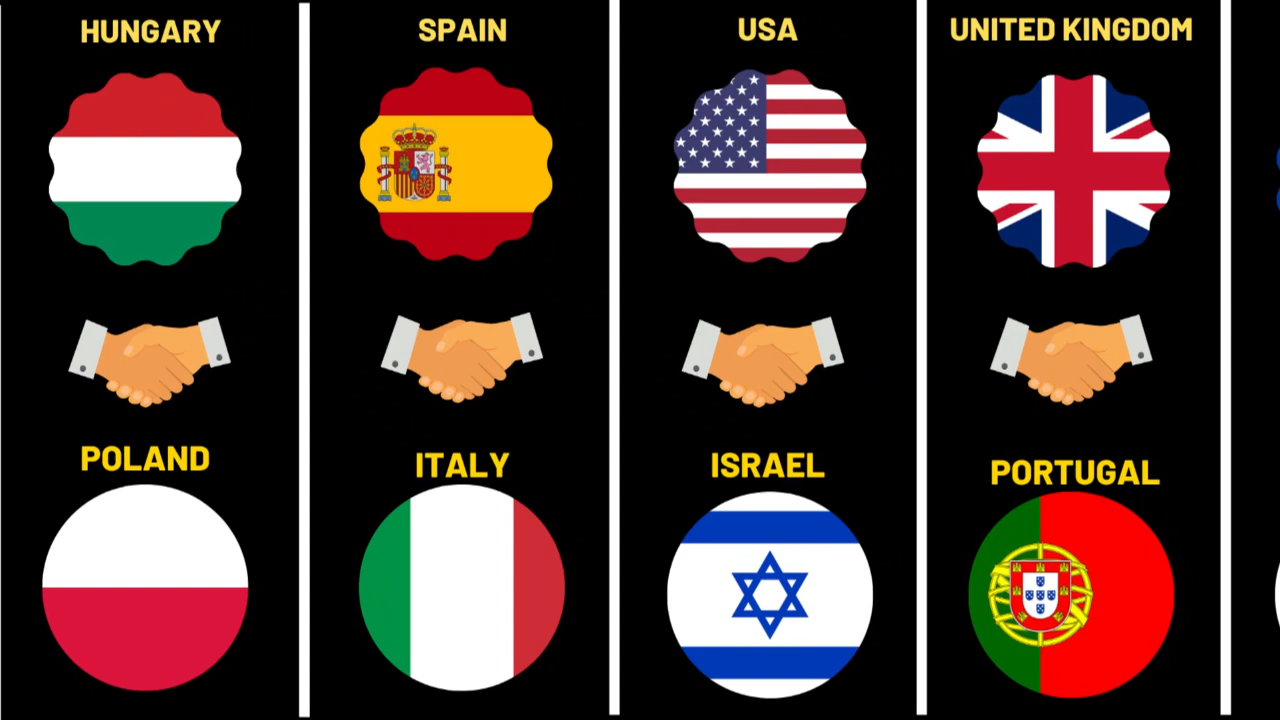 HUNGARY
SPAIN
USA
UNITED KINGDOM
POLAND
ITALY
ISRAEL
PORTUGAL